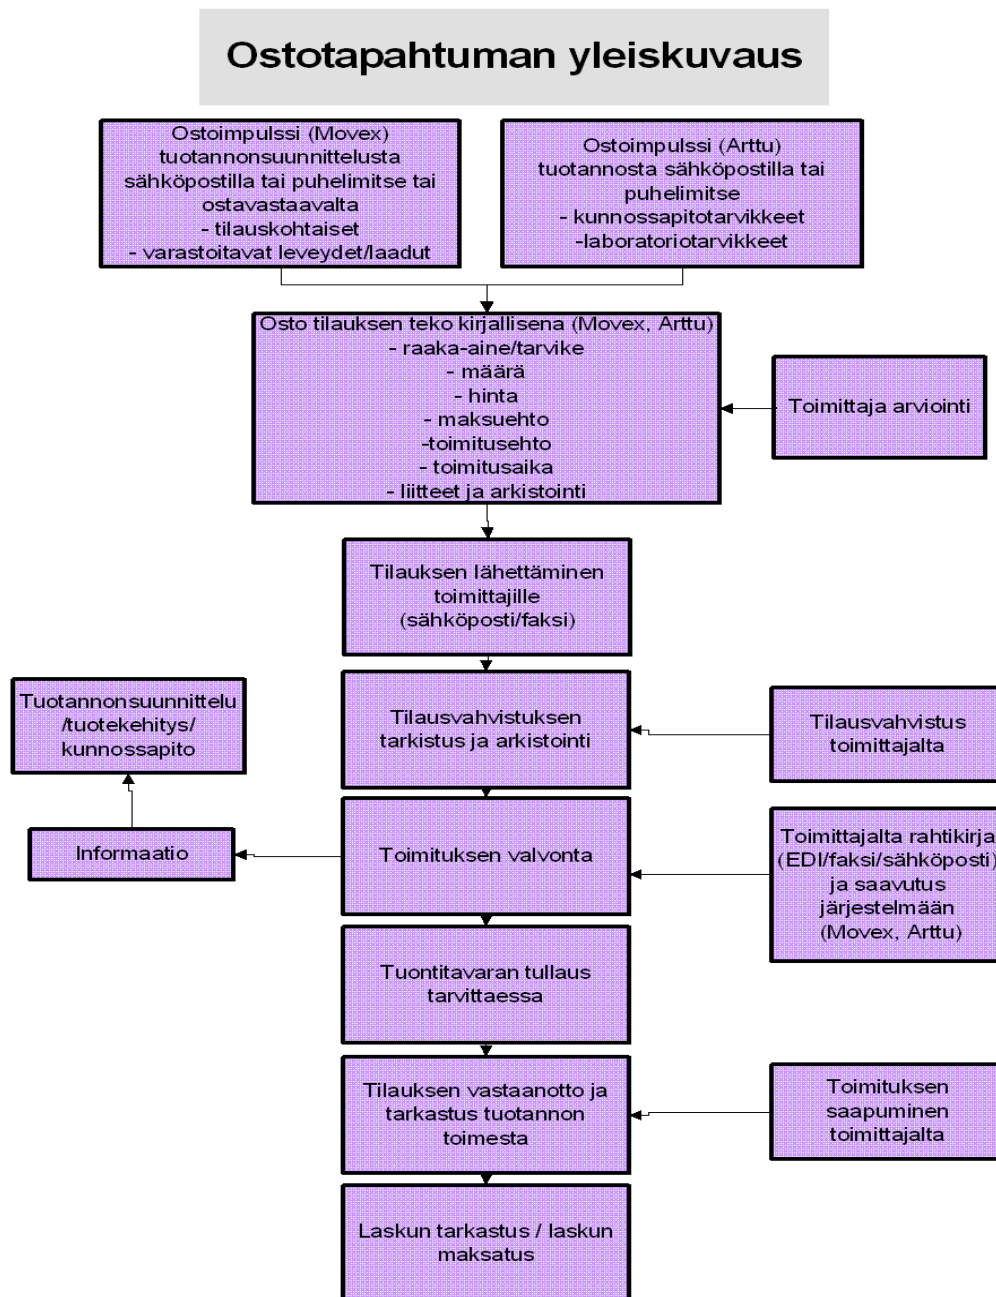 Ostotapahtuman yleiskuvaus
Ostoimpulssi (Movex)
tuotannonsuunnittelusta
sähköpostilla tai puhelimitse tai
ostavastaavalta
- tilauskohtaiset
- varastoitavat leveydet/laadut
Ostoimpulssi (Arttu)
tuotannosta sähköpostilla tai
puhelimitse
- kunnossapitotarvikkeet
-laboratoriotarvikkeet
Osto tilauksen teko kirjallisena (Movex, Arttu)
- raaka-aine/tarvike
- määrä
- hinta
- maksuehto
-toimitusehto
- toimitusaika
- liitteet ja arkistointi
Toimittaja arviointi
Tilauksen lähettäminen
toimittajille
(sähköposti/faksi)
Tuotannonsuunnittelu
/tuotekehitys/
kunnossapito
Tilausvahvistuksen
tarkistus ja arkistointi
Tilausvahvistus
toimittajalta
Informaatio
Toimituksen valvonta
Toimittajalta rahtikirja
(EDI/faksi/sähköposti)
ja saavutus
järjestelmään
(Movex, Arttu)
Tuontitavaran tullaus
tarvittaessa
Tilauksen vastaanotto ja
tarkastus tuotannon
toimesta
Toimituksen
saapuminen
toimittajalta
Laskun tarkastus / laskun
maksatus